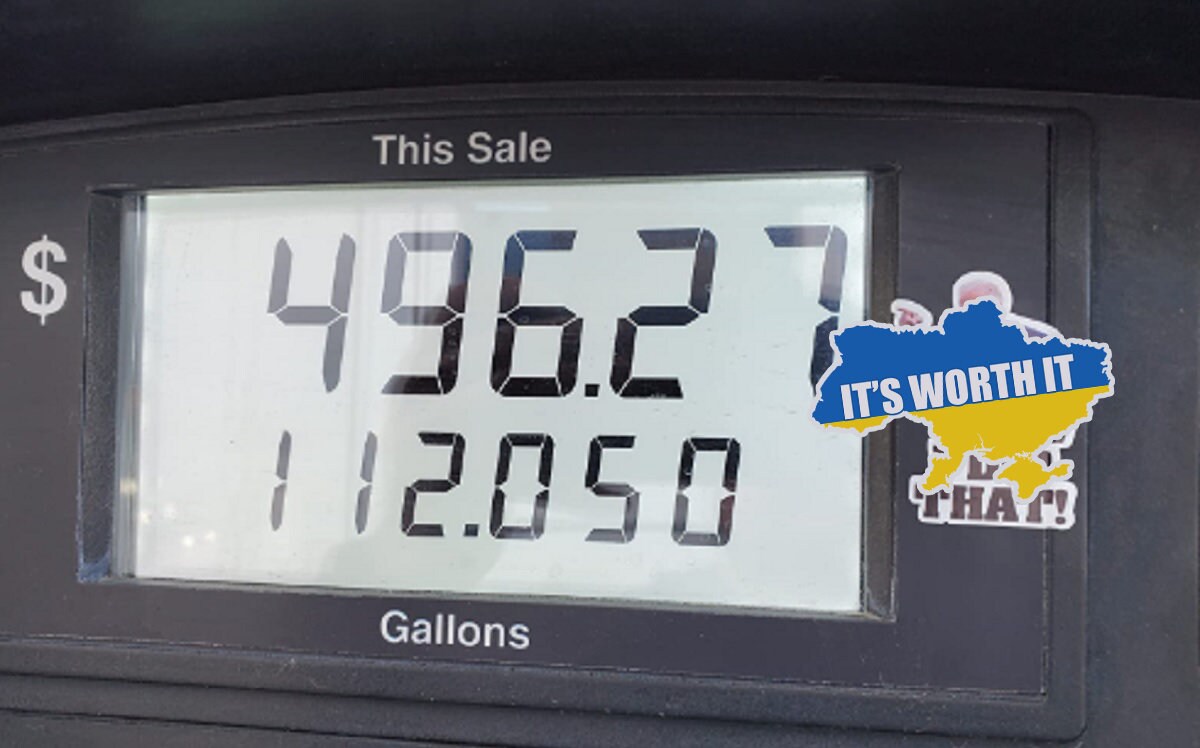 This Sale
$
496.27
IT'S WORTH IT
112.050
THAT!
Gallons